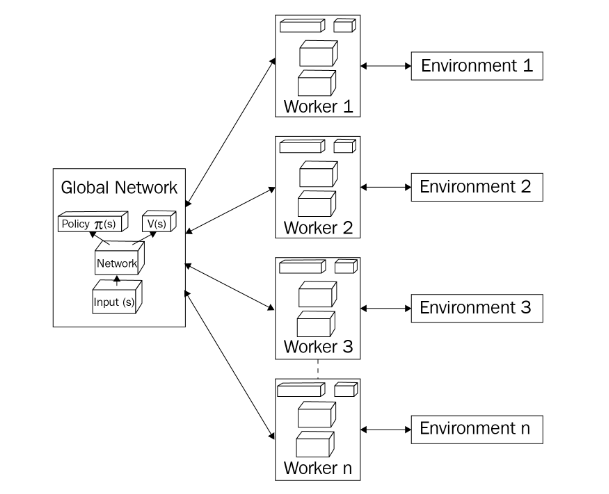 Global Network
Policy π(s)
V(s)
Network
Input (s)
Worker 1
Environment 1
Worker 2
Environment 2
Worker 3
Environment 3
Worker n
Environment n